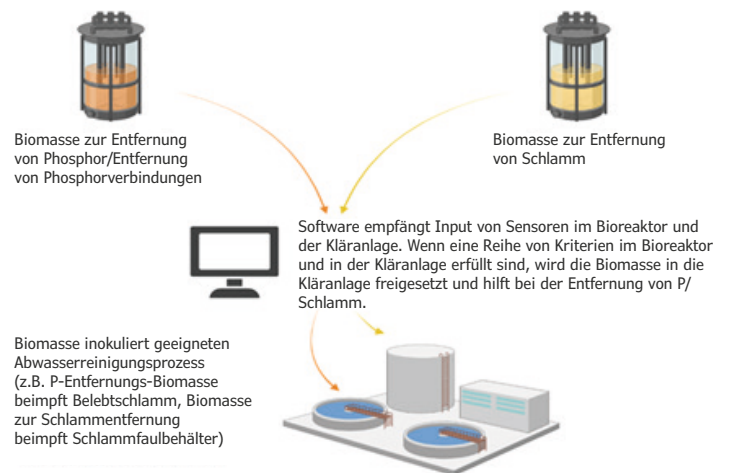 Biomasse zur Entfernung
von Phosphor/Entfernung
von Phosphorverbindungen
Biomasse zur Entfernung
von Schlamm
Software empfängt Input von Sensoren im Bioreaktor und
der Kläranlage. Wenn eine Reihe von Kriterien im Bioreaktor
und in der Kläranlage erfüllt sind, wird die Biomasse in die
Kläranlage freigesetzt und hilft bei der Entfernung von P/
Schlamm.
Biomasse inokuliert geeigneten
Abwasserreinigungsprozess
(z.B. P-Entfernungs-Biomasse
beimpft Belebtschlamm, Biomasse
zur Schlammentfernung
beimpft Schlammfaulbehälter)